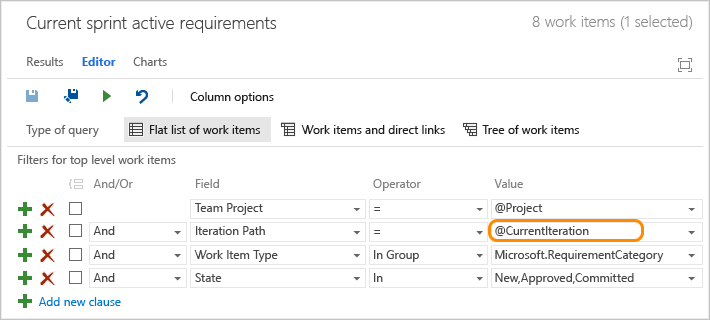 Current sprint active requirements 8 work items (1 selected)
Results Editor Charts
Column options
Type of query Flat list of work items Work items and direct links Tree of work items
Filters for top level work items
And/Or Field Operator Value
Team Project = @Project
And Iteration Path = @CurrentIteration
And Work Item Type In Group Microsoft.RequirementCategory
And State In New,Approved,Committed
Add new clause